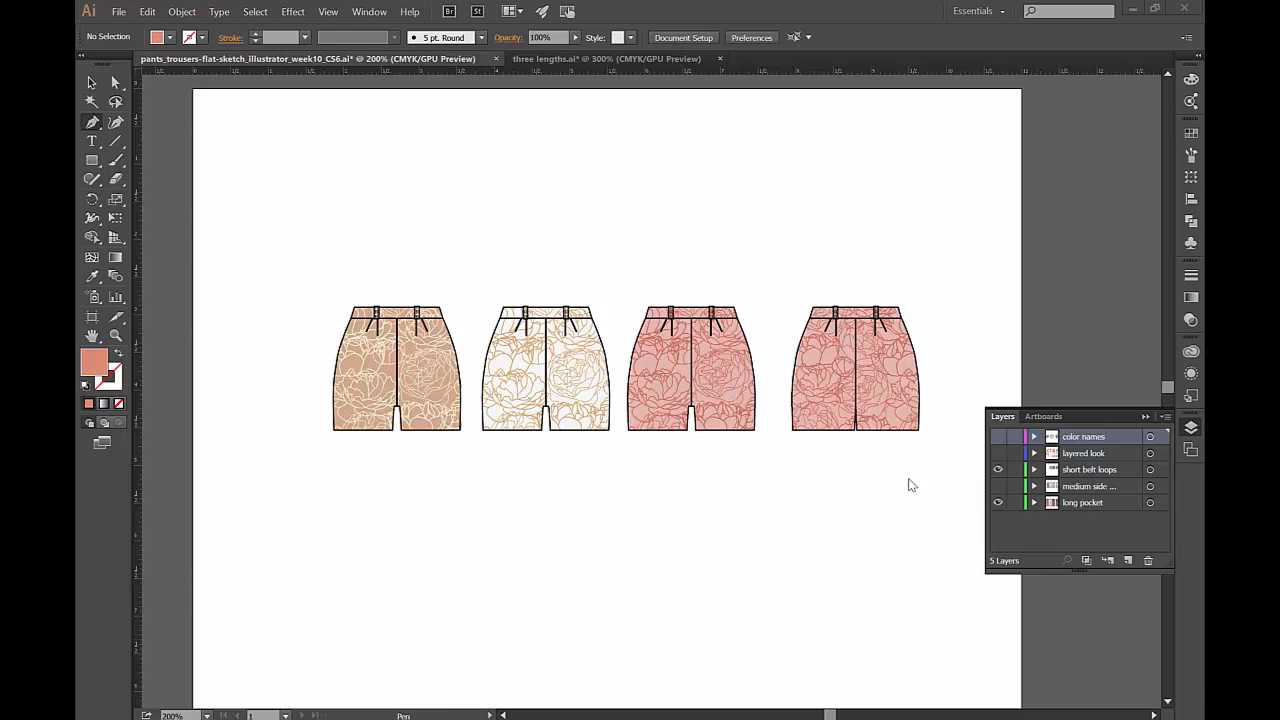 Ai File Edit Object Type Select Effect View Window Help Br St Essentials
No Selection Stroke: 5 pt. Round Opacity: 100% Style: Document Setup Preferences
pants_trousers-flat-sketch_illustrator_week10_CS6.ai* @ 200% (CMYK/GPU Preview) × three lengths.ai* @ 300% (CMYK/GPU Preview) ×
Layers Artboards
color names
layered look
short belt loops
medium side ...
long pocket
5 Layers
200% 1 Pen